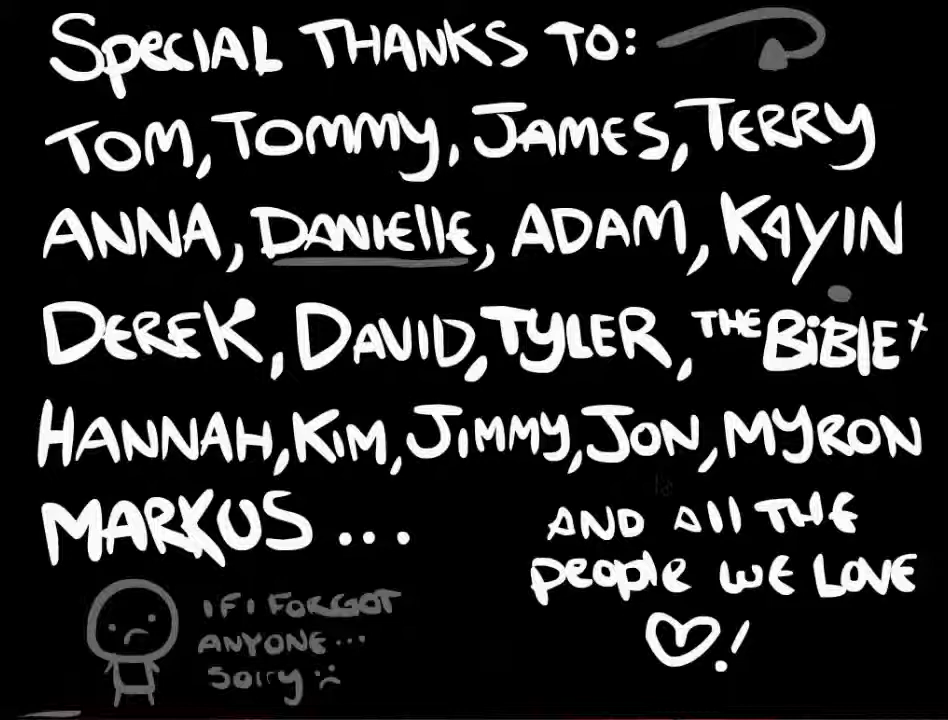 Special THANKS TO:
TOM, TOMMY, JAMES, TERRY
ANNA, DANIElle, ADAM, KAYIN
DEREK, DAVID, TYLER, THE BiBlE+
HANNAH, KiM, JiMMY, JON, MYRON
MARKUS ...
AND All THE
people WE LOVE
♡!
IF I FORGOT
ANYONE...
Sorry :(